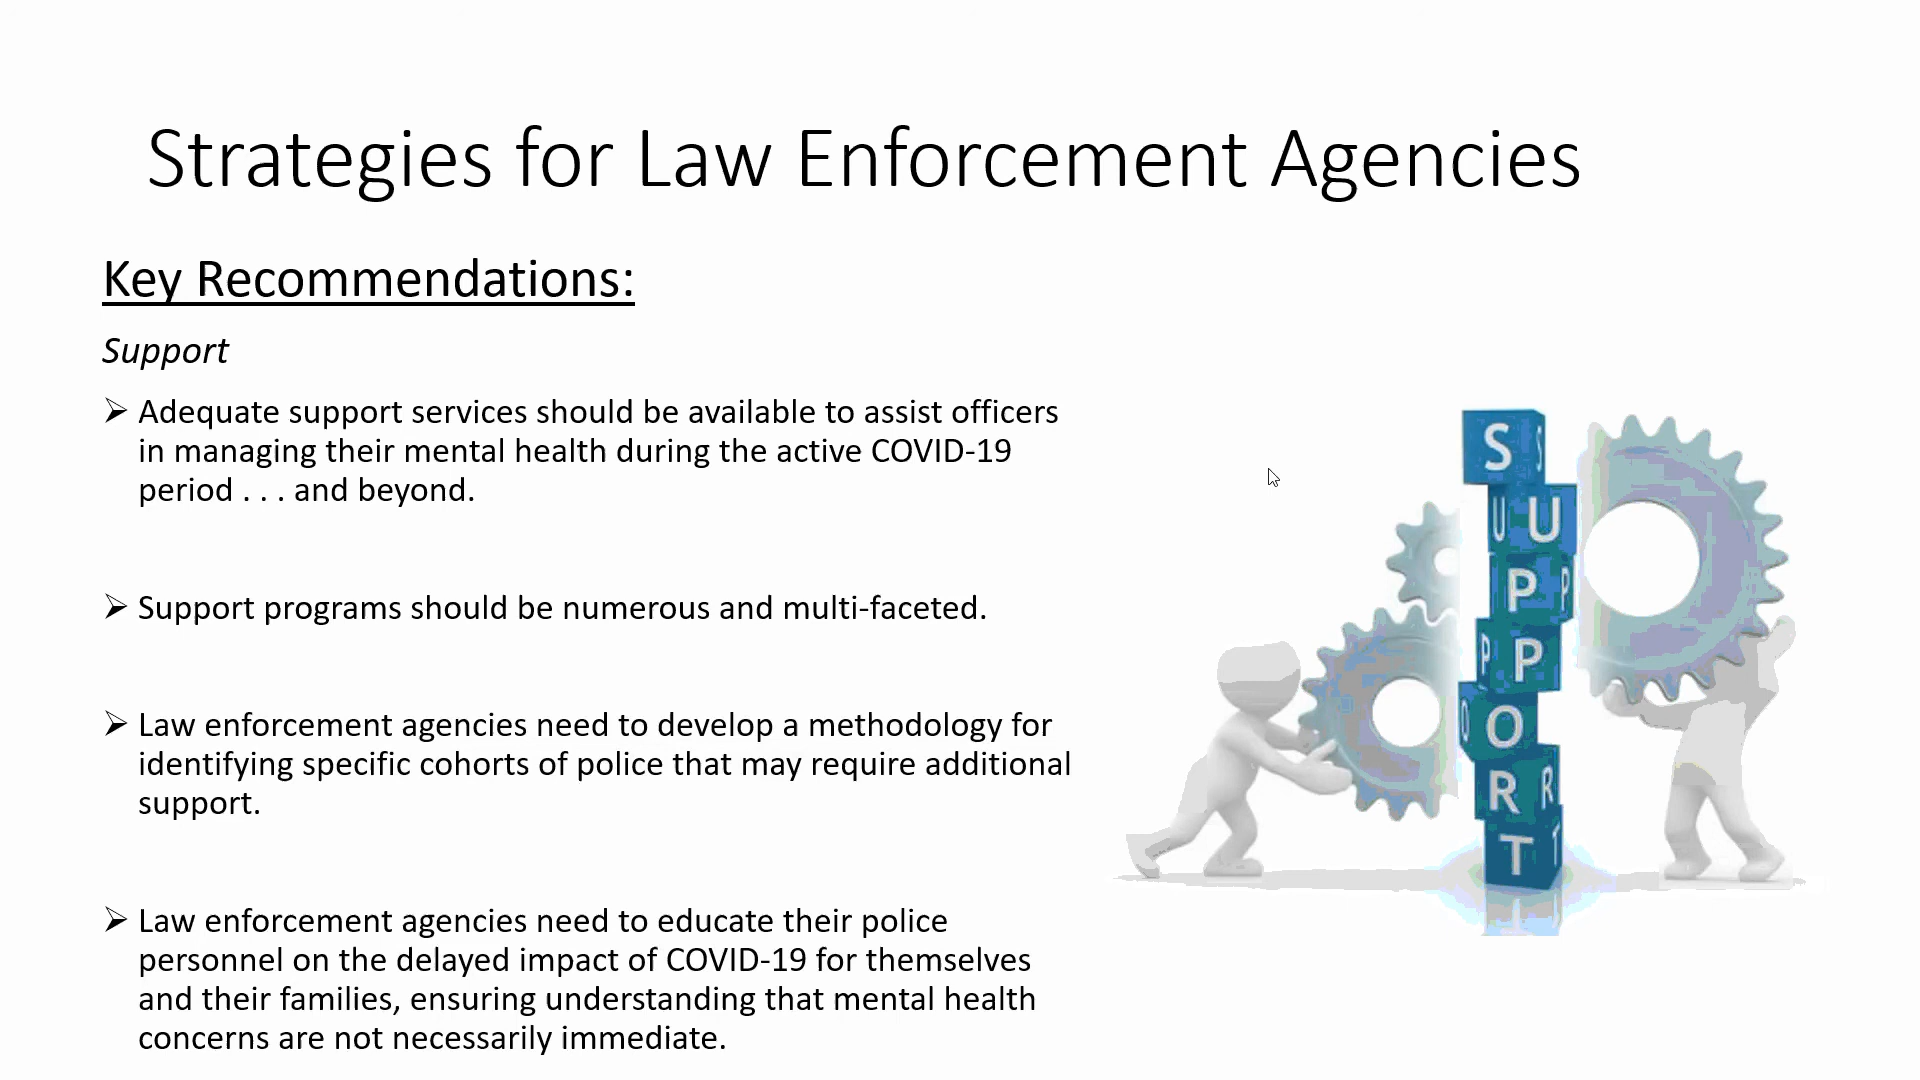 Strategies for Law Enforcement Agencies
Key Recommendations:
Support
➢ Adequate support services should be available to assist officers
in managing their mental health during the active COVID-19
period . . . and beyond.
➢ Support programs should be numerous and multi-faceted.
➢ Law enforcement agencies need to develop a methodology for
identifying specific cohorts of police that may require additional
support.
➢ Law enforcement agencies need to educate their police
personnel on the delayed impact of COVID-19 for themselves
and their families, ensuring understanding that mental health
concerns are not necessarily immediate.
S S
U U
P P
P P
O O
R R
T T